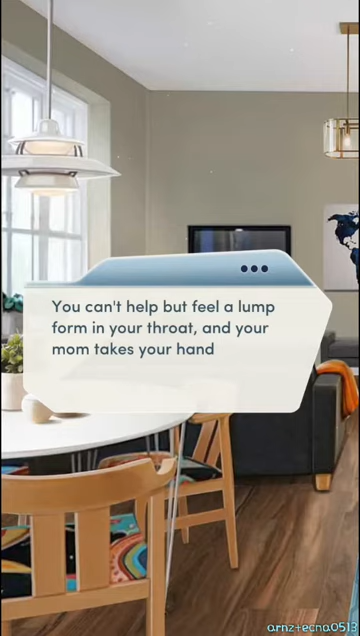 You can't help but feel a lump
form in your throat, and your
mom takes your hand
arnz+ecna0513